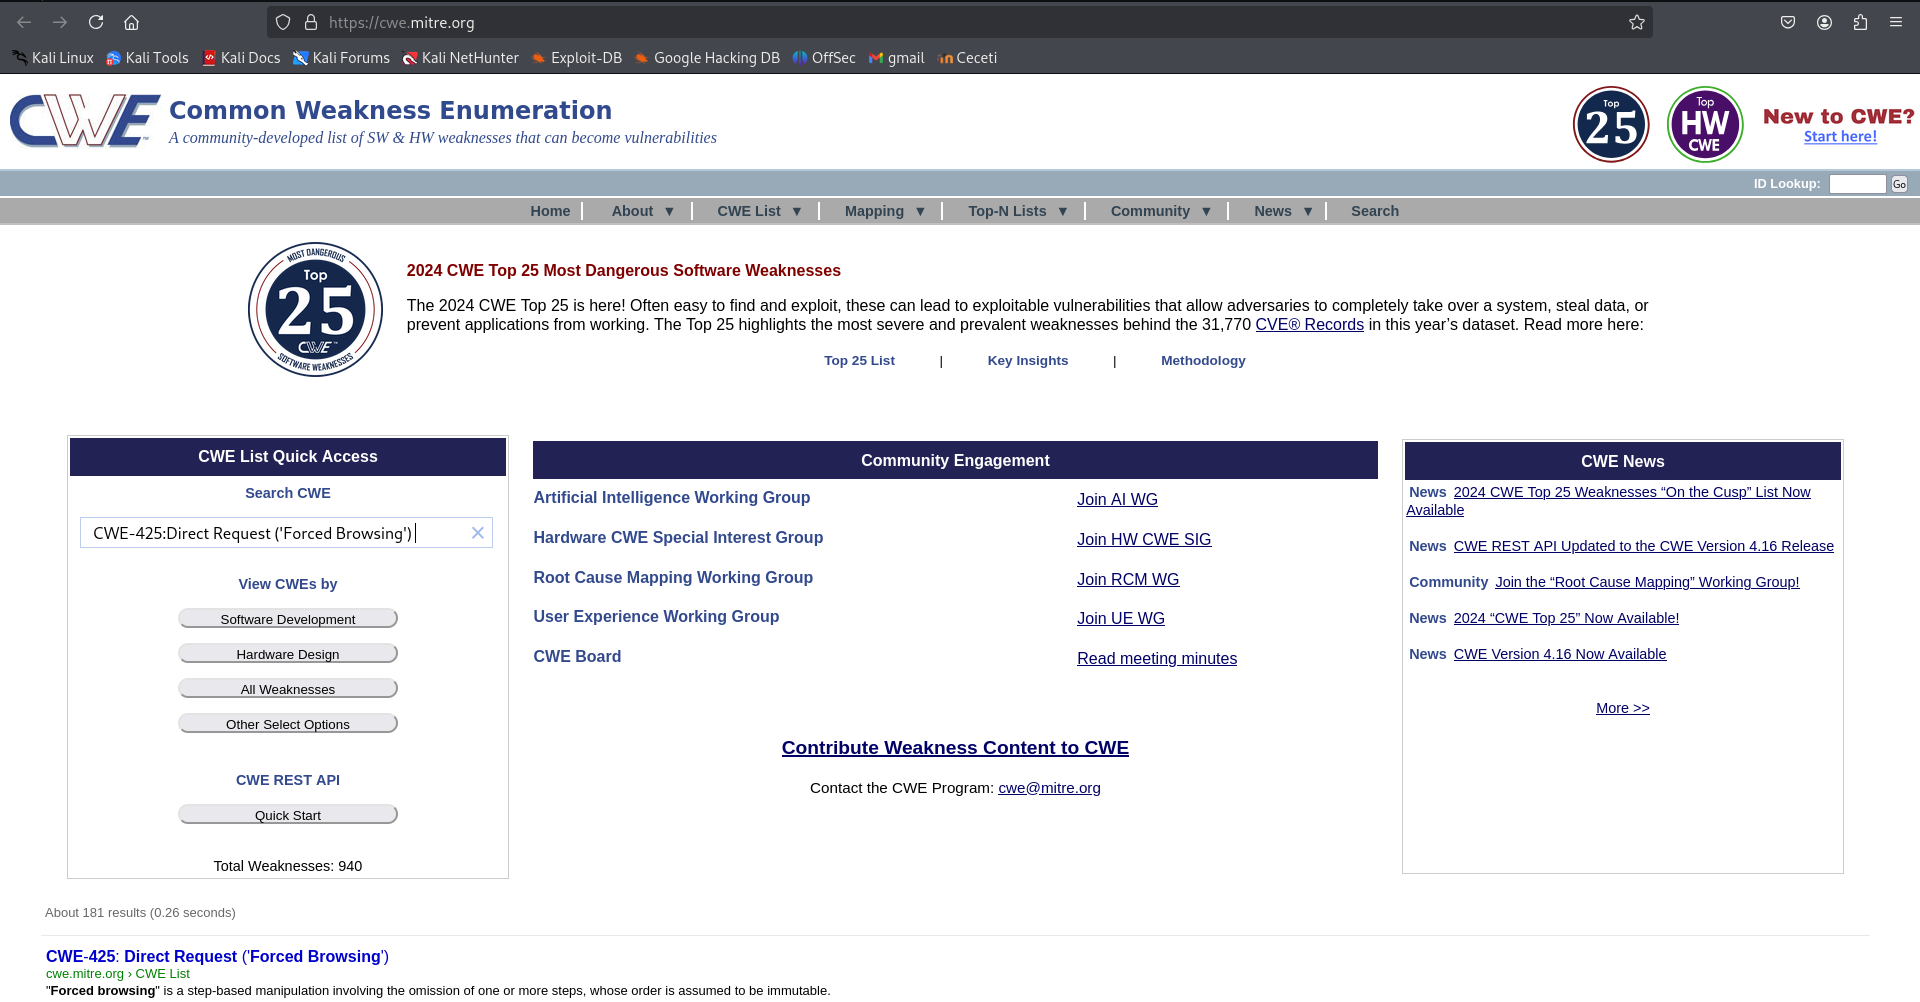 https://cwe.mitre.org
Kali Linux Kali Tools Kali Docs Kali Forums Kali NetHunter Exploit-DB Google Hacking DB OffSec gmail Ceceti
CWE Common Weakness Enumeration
A community-developed list of SW & HW weaknesses that can become vulnerabilities
Top 25
Top HW CWE
New to CWE?
Start here!
ID Lookup: Go
Home About ▼ CWE List ▼ Mapping ▼ Top-N Lists ▼ Community ▼ News ▼ Search
MOST DANGEROUS
Top
25
CWE™
SOFTWARE WEAKNESSES
2024 CWE Top 25 Most Dangerous Software Weaknesses
The 2024 CWE Top 25 is here! Often easy to find and exploit, these can lead to exploitable vulnerabilities that allow adversaries to completely take over a system, steal data, or
prevent applications from working. The Top 25 highlights the most severe and prevalent weaknesses behind the 31,770 CVE® Records in this year’s dataset. Read more here:
Top 25 List | Key Insights | Methodology
CWE List Quick Access
Search CWE
CWE-425:Direct Request ('Forced Browsing')
View CWEs by
Software Development
Hardware Design
All Weaknesses
Other Select Options
CWE REST API
Quick Start
Total Weaknesses: 940
Community Engagement
Artificial Intelligence Working Group Join AI WG
Hardware CWE Special Interest Group Join HW CWE SIG
Root Cause Mapping Working Group Join RCM WG
User Experience Working Group Join UE WG
CWE Board Read meeting minutes
Contribute Weakness Content to CWE
Contact the CWE Program: cwe@mitre.org
CWE News
News 2024 CWE Top 25 Weaknesses “On the Cusp” List Now
Available
News CWE REST API Updated to the CWE Version 4.16 Release
Community Join the “Root Cause Mapping” Working Group!
News 2024 “CWE Top 25” Now Available!
News CWE Version 4.16 Now Available
More >>
About 181 results (0.26 seconds)
CWE-425: Direct Request ('Forced Browsing')
cwe.mitre.org › CWE List
"Forced browsing" is a step-based manipulation involving the omission of one or more steps, whose order is assumed to be immutable.